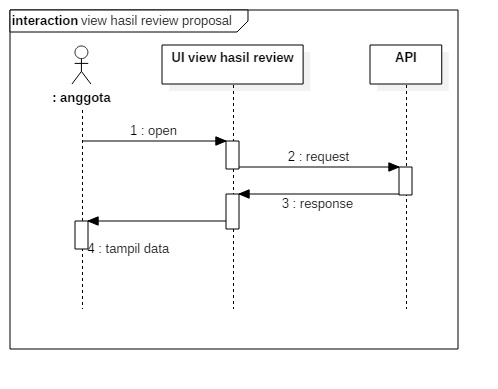 interaction view hasil review proposal
UI view hasil review
API
: anggota
1 : open
2 : request
3 : response
4 : tampil data